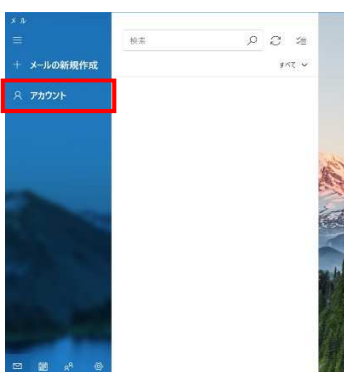 メール
検索
メールの新規作成
すべて
アカウント